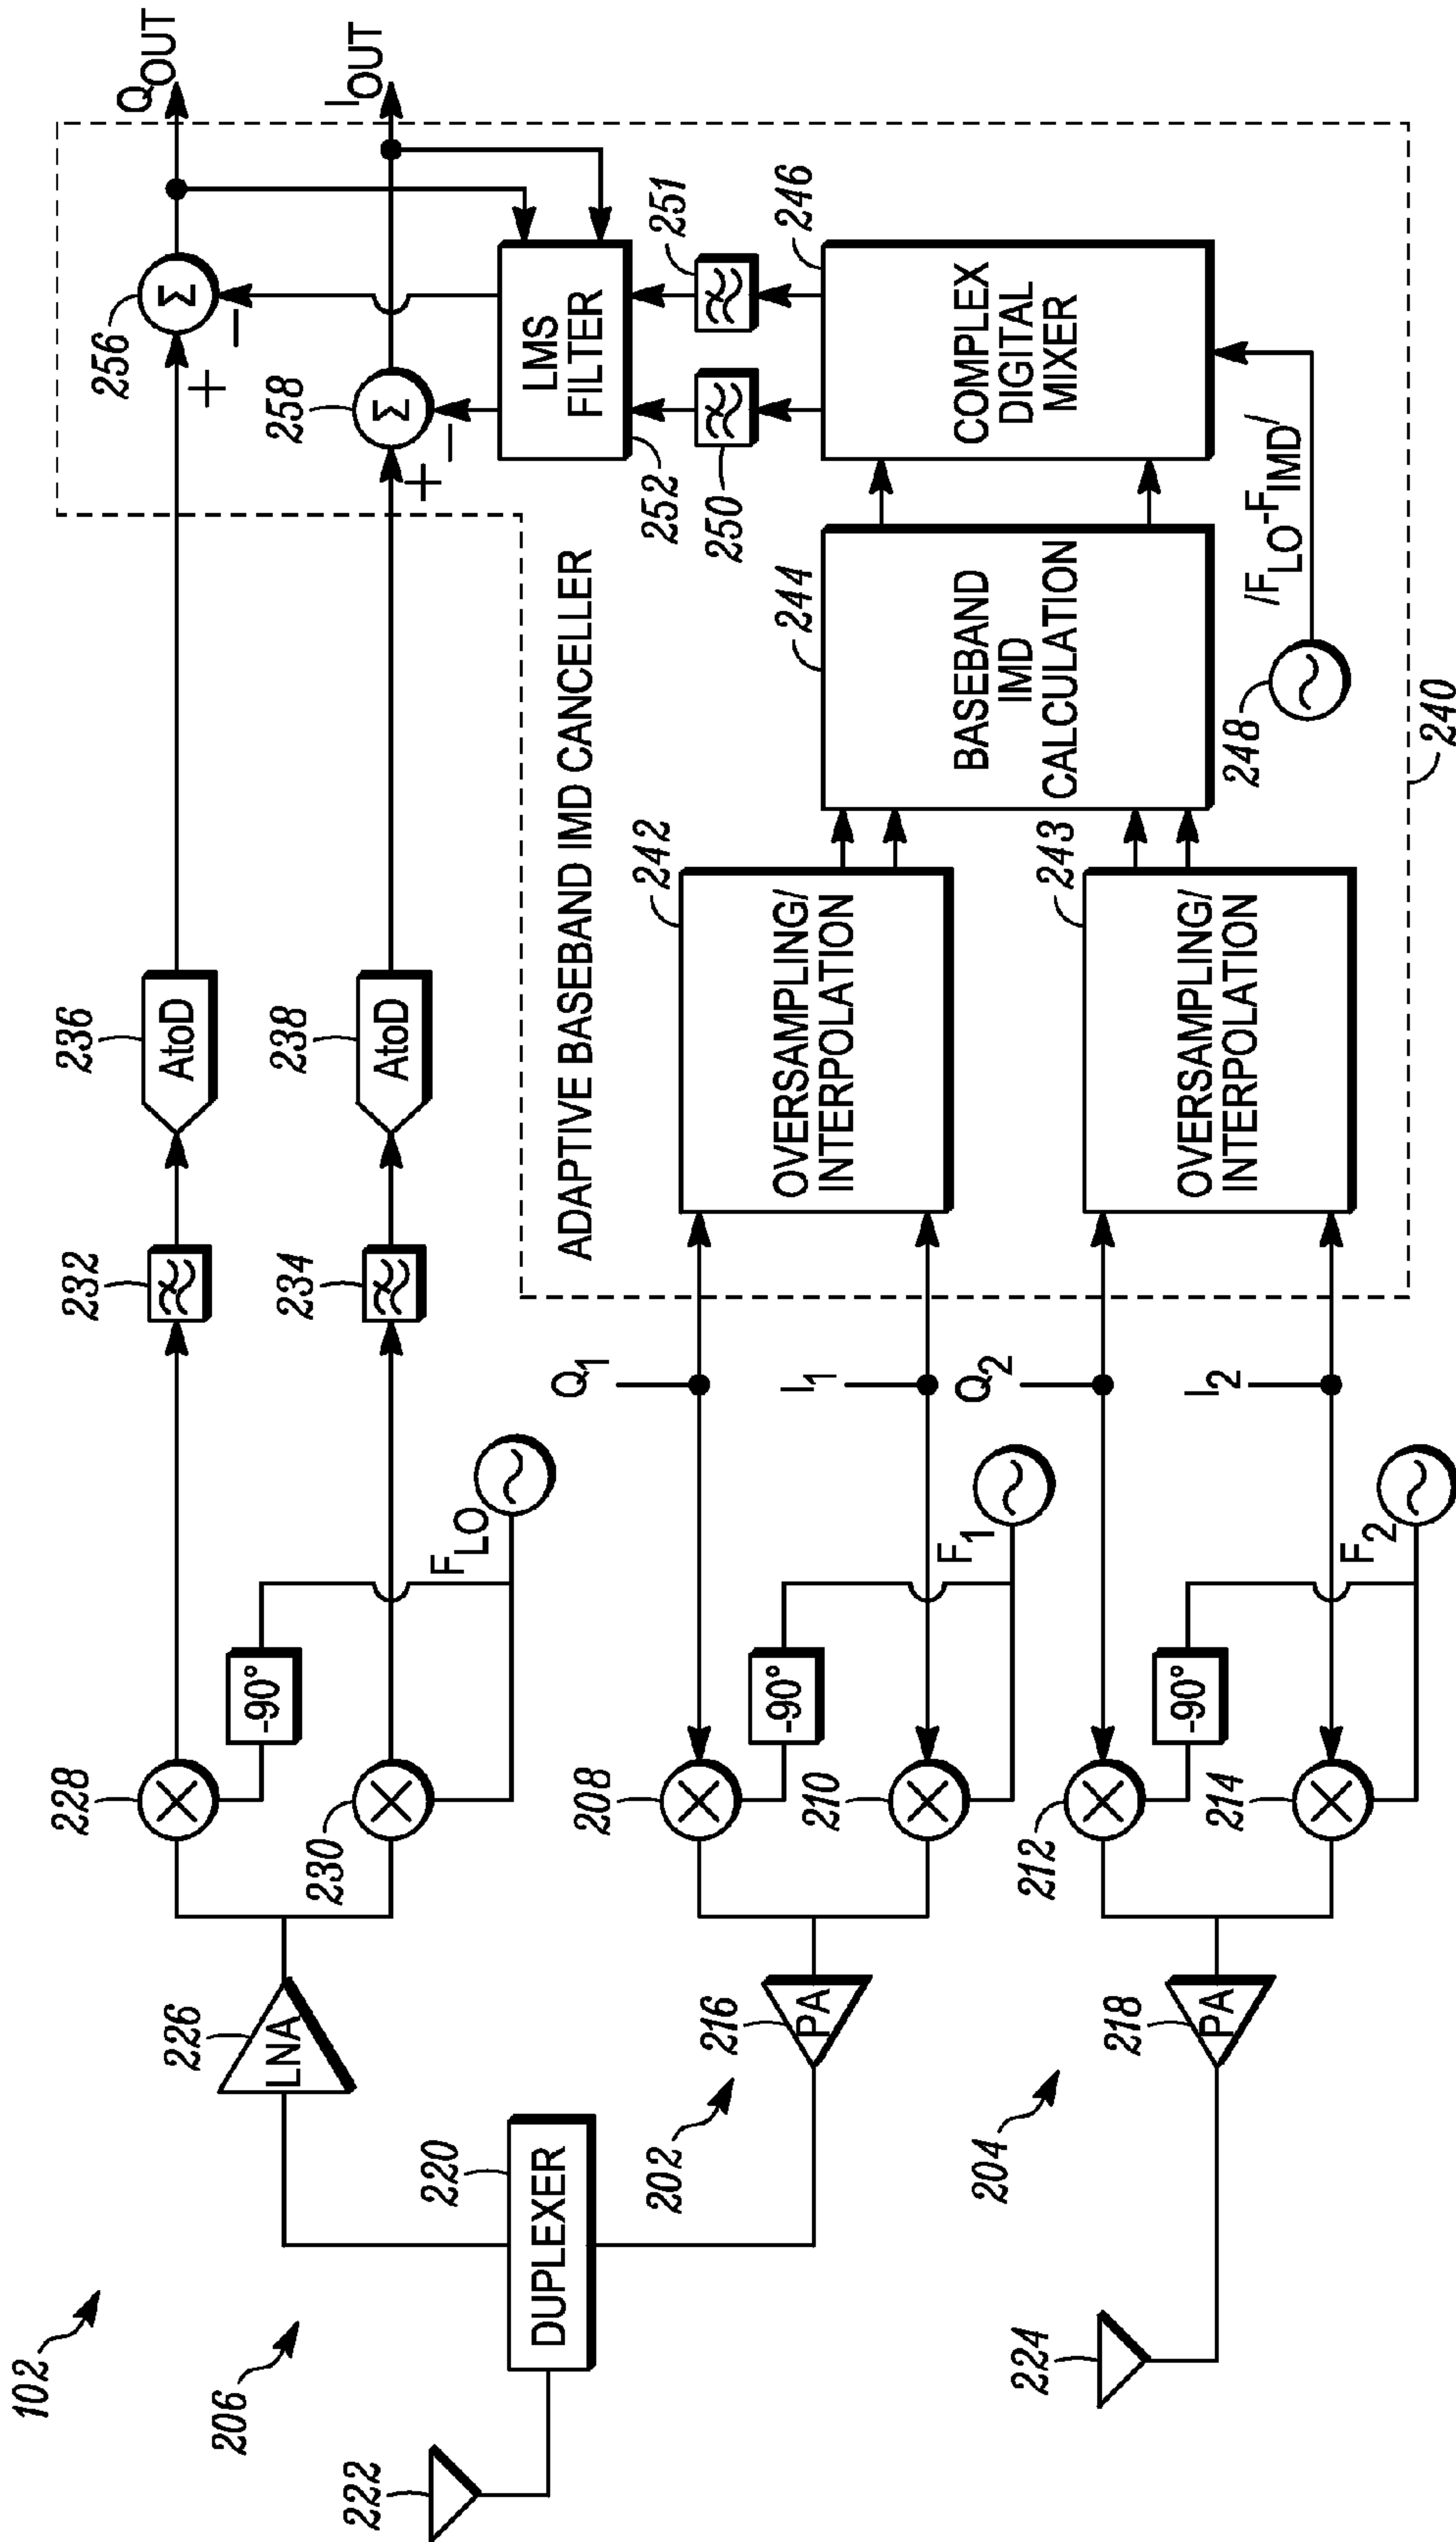 102
206
222
220
DUPLEXER
226
LNA
228
230
-90°
F_LO
232
234
236
AtoD
238
AtoD
256
Σ
+
−
258
Σ
+
−
Q_OUT
I_OUT
ADAPTIVE BASEBAND IMD CANCELLER
LMS
FILTER
252
250
251
246
COMPLEX
DIGITAL
MIXER
244
BASEBAND
IMD
CALCULATION
248
/F_LO-F_IMD/
240
242
OVERSAMPLING/
INTERPOLATION
243
OVERSAMPLING/
INTERPOLATION
202
216
PA
208
210
-90°
F_1
Q_1
I_1
204
224
218
PA
212
214
-90°
F_2
Q_2
I_2